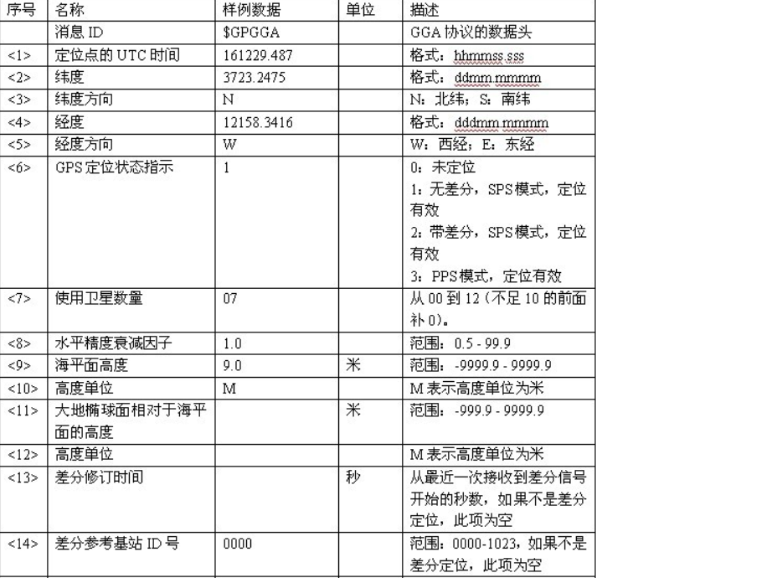 序号 名称 样例数据 单位 描述
消息 ID $GPGGA GGA 协议的数据头
<1> 定位点的 UTC 时间 161229.487 格式：hhmmss.sss
<2> 纬度 3723.2475 格式：ddmm.mmmm
<3> 纬度方向 N N：北纬；S：南纬
<4> 经度 12158.3416 格式：dddmm.mmmm
<5> 经度方向 W W：西经；E：东经
<6> GPS 定位状态指示 1 0：未定位
1：无差分，SPS 模式，定位
有效
2：带差分，SPS 模式，定位
有效
3：PPS 模式，定位有效
<7> 使用卫星数量 07 从 00 到 12（不足 10 的前面
补 0）。
<8> 水平精度衰减因子 1.0 范围：0.5 - 99.9
<9> 海平面高度 9.0 米 范围：-9999.9 - 9999.9
<10> 高度单位 M M 表示高度单位为米
<11> 大地椭球面相对于海平 米 范围：-999.9 - 9999.9
面的高度
<12> 高度单位 M 表示高度单位为米
<13> 差分修订时间 秒 从最近一次接收到差分信号
开始的秒数，如果不是差分
定位，此项为空
<14> 差分参考基站 ID 号 0000 范围：0000-1023，如果不是
差分定位，此项为空